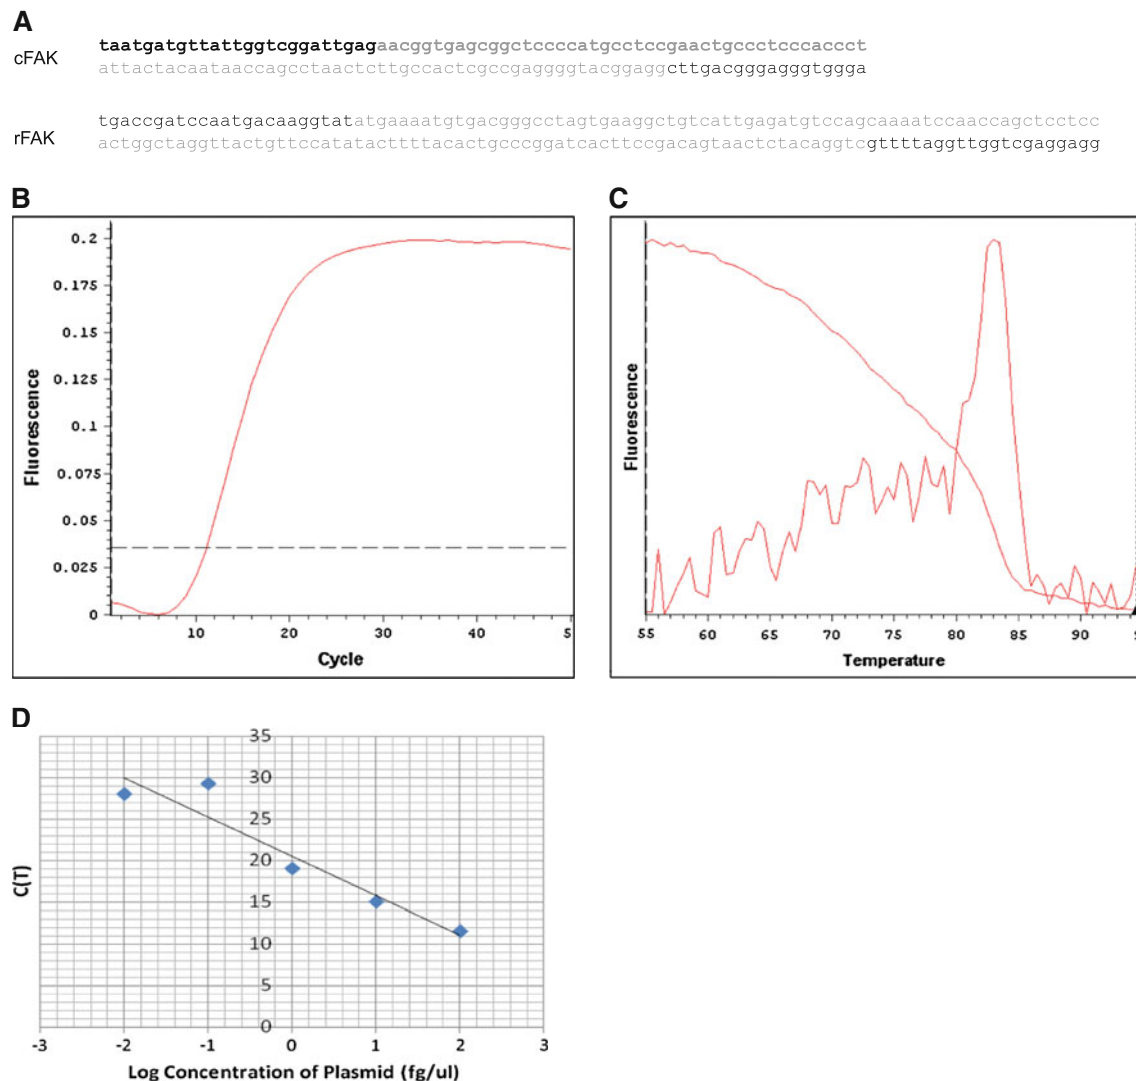 A
cFAK
taatgatgttattggtcggattgagaacggtgagcggctccccatgcctccgaactgccctcccaccct
attactacaataaccagcctaactcttgccactcgccgaggggtacggaggcttgacgggagggtggga
rFAK
tgaccgatccaatgacaaggtatatgaaaatgtgacgggcctagtgaaggctgtcattgagatgtccagcaaaatccaaccagctcctcc
actggctaggttactgttccatatacttttacactgcccggatcacttccgacagtaactctacaggtcgttttaggttggtcgaggagg
B
0.2
0.175
0.15
0.125
0.1
0.075
0.05
0.025
0
Fluorescence
10 20 30 40 5
Cycle
C
Fluorescence
55 60 65 70 75 80 85 90
Temperature
D
35
30
25
20
15
10
5
0
C(T)
-3 -2 -1 0 1 2 3
Log Concentration of Plasmid (fg/ul)